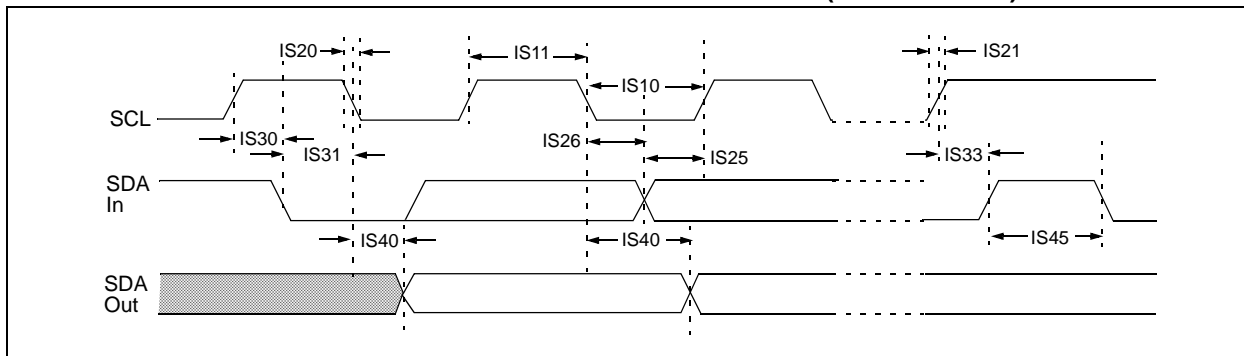 IS20
IS11
IS21
IS10
SCL
IS30
IS26
IS31
IS25
IS33
SDA
In
IS40
IS40
IS45
SDA
Out